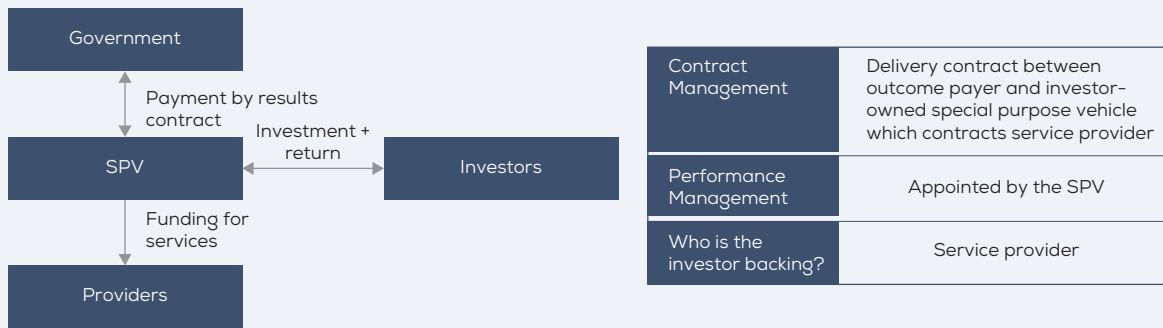 Government
Payment by results
contract
Investment +
return
SPV
Investors
Funding for
services
Providers
Contract
Management
Delivery contract between
outcome payer and investor-
owned special purpose vehicle
which contracts service provider
Performance
Management
Appointed by the SPV
Who is the
investor backing?
Service provider